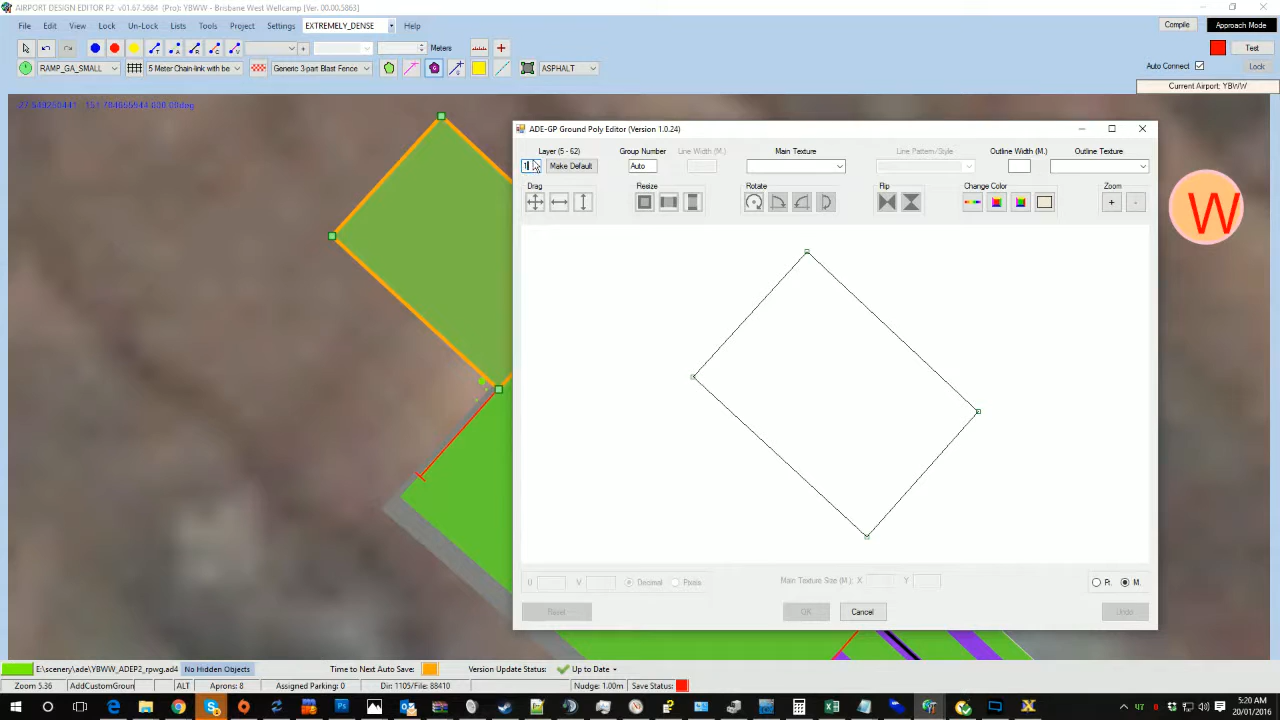 AIRPORT DESIGN EDITOR P2 v01.67.5684 (Pro): YBWW - Brisbane West Wellcamp (Air Ver. 00.00.5863)
File Edit View Lock Un-Lock Lists Tools Project Settings EXTREMELY_DENSE Help
Compile Approach Mode
Meters
Test
RAMP_GA_SMALL 5 Meter Chain-link with be Generic 3-part Blast Fence ASPHALT
Auto Connect Lock
Current Airport: YBWW
ADE-GP Ground Poly Editor (Version 1.0.24)
Layer (5 - 62) Group Number Line Width (M.) Main Texture Line Pattern/Style Outline Width (M.) Outline Texture
1 Make Default Auto
Drag Resize Rotate Flip Change Color Zoom
+ -
W
U V Decimal Pixels Main Texture Size (M.): X Y R. M.
Reset OK Cancel Undo
E:\scenery\ade\YBWW_ADEP2_rpwg.ad4 No Hidden Objects Time to Next Auto Save: Version Update Status: Up to Date
Zoom 5.36 AddCustomGroun ALT Aprons: 8 Assigned Parking: 0 Dir: 1105/File: 88410 Nudge: 1.00m Save Status:
5:20 AM
20/01/2016